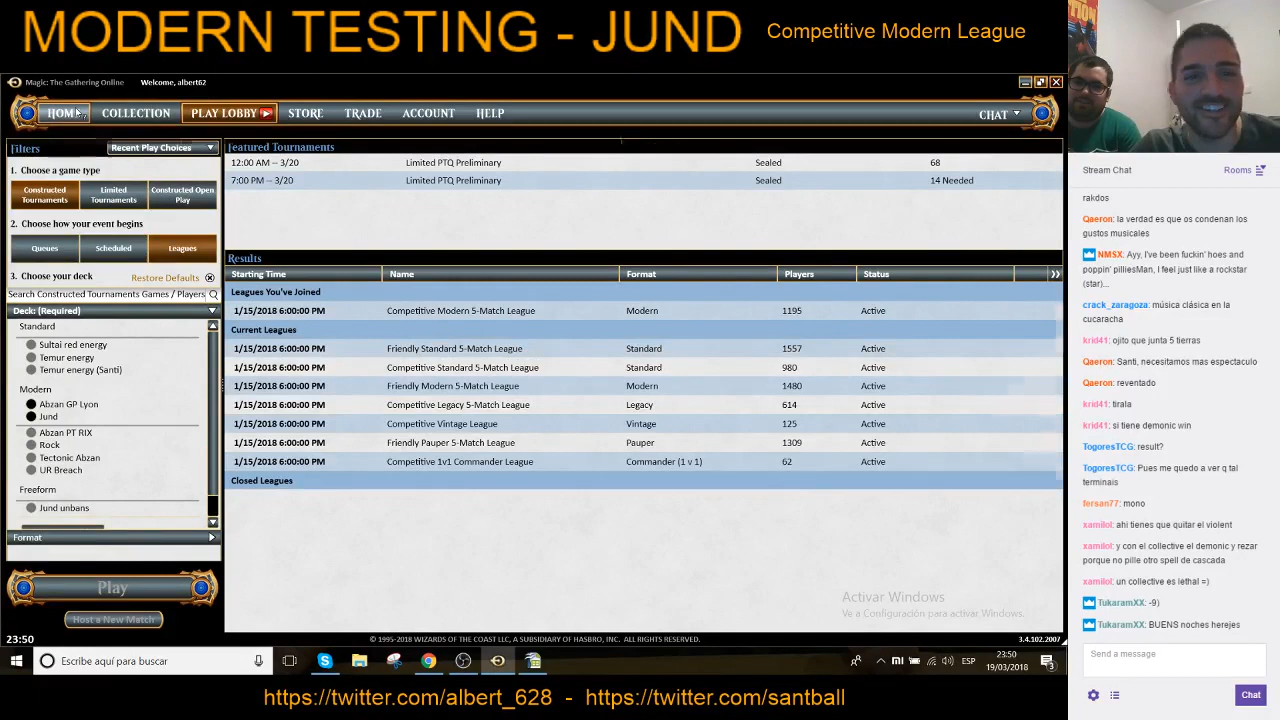 MODERN TESTING - JUND
Competitive Modern League
Magic: The Gathering Online
Welcome, albert62
HOME
COLLECTION
PLAY LOBBY
STORE
TRADE
ACCOUNT
HELP
CHAT
Filters
Recent Play Choices
1. Choose a game type
Constructed Tournaments
Limited Tournaments
Constructed Open Play
2. Choose how your event begins
Queues
Scheduled
Leagues
3. Choose your deck
Restore Defaults
Search Constructed Tournaments Games / Players
Deck: (Required)
Standard
Sultai red energy
Temur energy
Temur energy (Santi)
Modern
Abzan GP Lyon
Jund
Abzan PT RIX
Rock
Tectonic Abzan
UR Breach
Freeform
Jund unbans
Format
Play
Host a New Match
23:50
Featured Tournaments
12:00 AM -- 3/20 Limited PTQ Preliminary Sealed 68
7:00 PM -- 3/20 Limited PTQ Preliminary Sealed 14 Needed
Results
Starting Time Name Format Players Status
Leagues You've Joined
1/15/2018 6:00:00 PM Competitive Modern 5-Match League Modern 1195 Active
Current Leagues
1/15/2018 6:00:00 PM Friendly Standard 5-Match League Standard 1557 Active
1/15/2018 6:00:00 PM Competitive Standard 5-Match League Standard 980 Active
1/15/2018 6:00:00 PM Friendly Modern 5-Match League Modern 1480 Active
1/15/2018 6:00:00 PM Competitive Legacy 5-Match League Legacy 614 Active
1/15/2018 6:00:00 PM Competitive Vintage League Vintage 125 Active
1/15/2018 6:00:00 PM Friendly Pauper 5-Match League Pauper 1309 Active
1/15/2018 6:00:00 PM Competitive 1v1 Commander League Commander (1 v 1) 62 Active
Closed Leagues
Activar Windows
Ve a Configuración para activar Windows.
© 1995-2018 WIZARDS OF THE COAST LLC, A SUBSIDIARY OF HASBRO, INC. ALL RIGHTS RESERVED.
3.4.102.2007
Escribe aquí para buscar
ESP
23:50
19/03/2018
3
https://twitter.com/albert_628 - https://twitter.com/santball
Stream Chat
Rooms
rakdos
Qaeron: la verdad es que os condenan los
gustos musicales
NMSX: Ayy, I've been fuckin' hoes and
poppin' pilliesMan, I feel just like a rockstar
(star)...
crack_zaragoza: música clásica en la
cucaracha
krid41: ojito que junta 5 tierras
Qaeron: Santi, necesitamos mas espectaculo
Qaeron: reventado
krid41: tirala
krid41: si tiene demonic win
TogoresTCG: result?
TogoresTCG: Pues me quedo a ver q tal
terminais
fersan77: mono
xamilol: ahi tienes que quitar el violent
xamilol: y con el collective el demonic y rezar
porque no pille otro spell de cascada
xamilol: un collective es lethal =)
TukaramXX: -9)
TukaramXX: BUENS noches herejes
Send a message
Chat